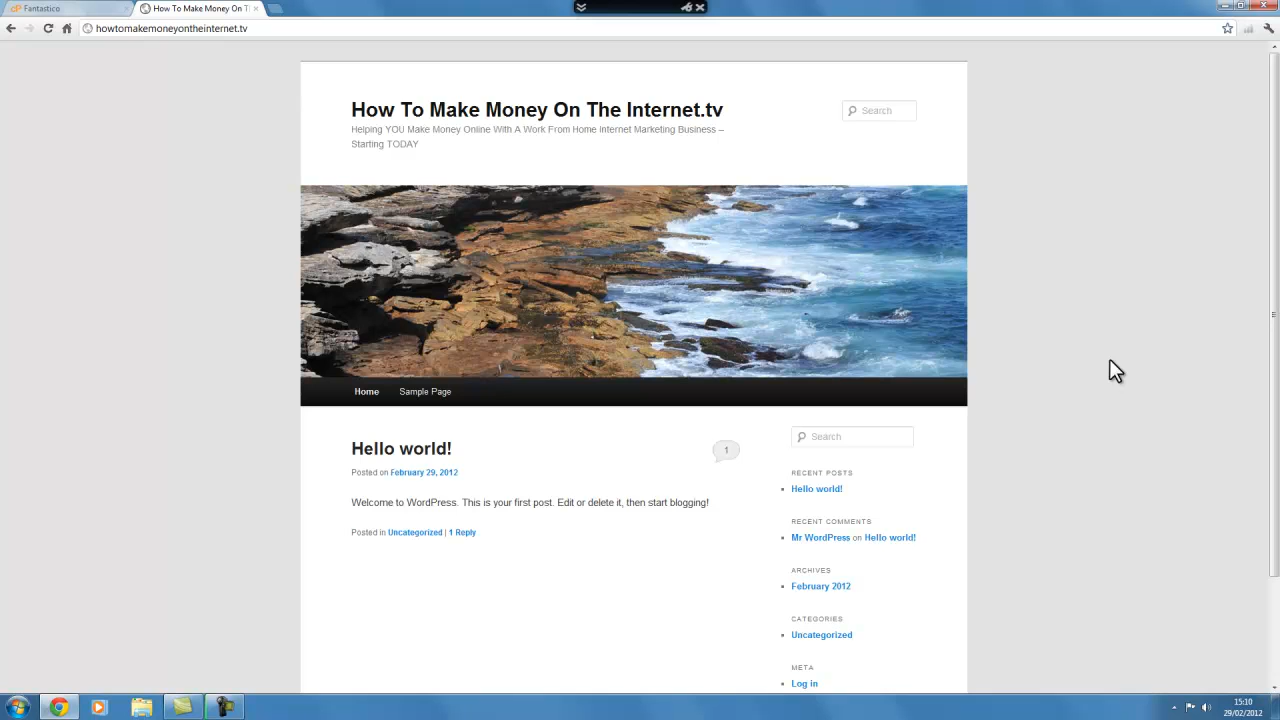 Fantastico
How To Make Money On T
howtomakemoneyontheinternet.tv
How To Make Money On The Internet.tv
Search
Helping YOU Make Money Online With A Work From Home Internet Marketing Business –
Starting TODAY
Home
Sample Page
Hello world!
1
Posted on February 29, 2012
Welcome to WordPress. This is your first post. Edit or delete it, then start blogging!
Posted in Uncategorized | 1 Reply
Search
RECENT POSTS
Hello world!
RECENT COMMENTS
Mr WordPress on Hello world!
ARCHIVES
February 2012
CATEGORIES
Uncategorized
META
Log in
15:10
29/02/2012